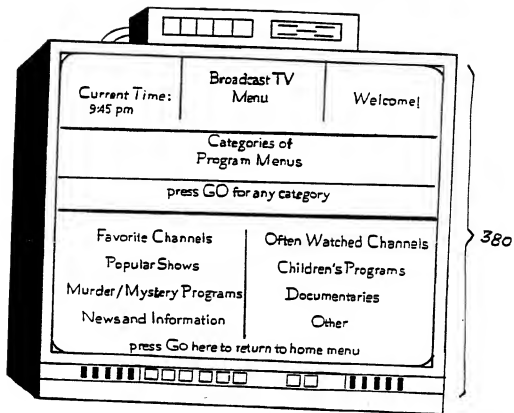 Current Time:
9:45 pm
Broadcast TV
Menu
Welcome!
Categories of
Program Menus
press GO for any category
Favorite Channels
Popular Shows
Murder/Mystery Programs
News and Information
Often Watched Channels
Children's Programs
Documentaries
Other
press Go here to return to home menu
380